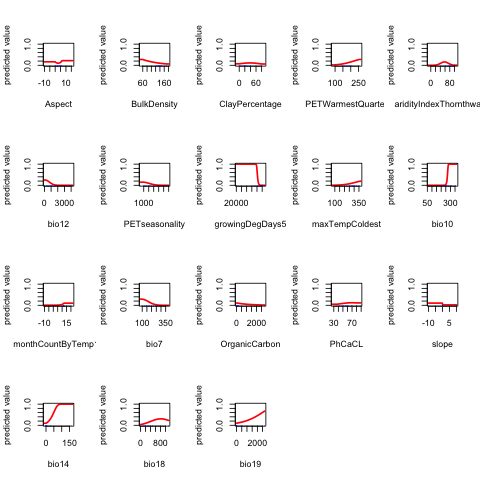 predicted value 0.0 1.0 -10 10 Aspect
predicted value 0.0 1.0 60 160 BulkDensity
predicted value 0.0 1.0 0 60 ClayPercentage
predicted value 0.0 1.0 100 250 PETWarmestQuarte
predicted value 0.0 1.0 0 80 aridityIndexThornthwa
predicted value 0.0 1.0 0 3000 bio12
predicted value 0.0 1.0 1000 PETseasonality
predicted value 0.0 1.0 20000 growingDegDays5
predicted value 0.0 1.0 100 350 maxTempColdest
predicted value 0.0 1.0 50 300 bio10
predicted value 0.0 1.0 -10 15 monthCountByTemp
predicted value 0.0 1.0 100 350 bio7
predicted value 0.0 1.0 0 2000 OrganicCarbon
predicted value 0.0 1.0 30 70 PhCaCL
predicted value 0.0 1.0 -10 5 slope
predicted value 0.0 1.0 0 150 bio14
predicted value 0.0 1.0 0 800 bio18
predicted value 0.0 1.0 0 2000 bio19